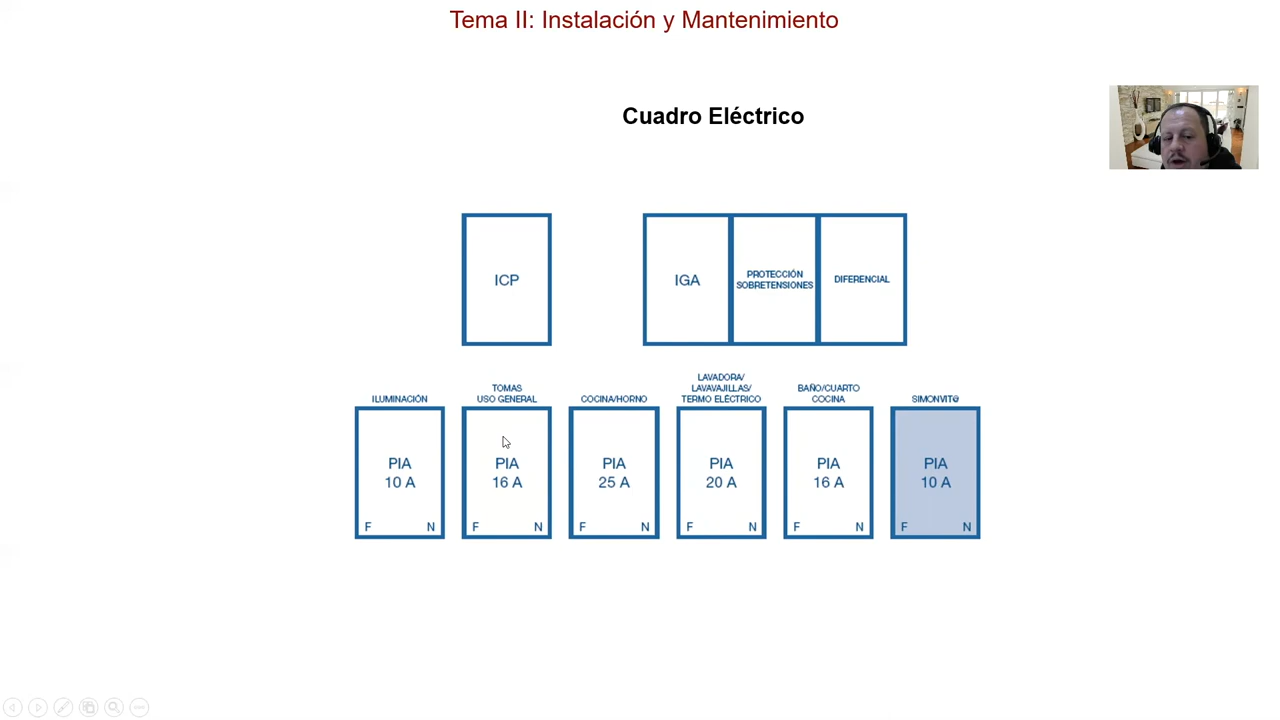 Tema II: Instalación y Mantenimiento
Cuadro Eléctrico
ICP
IGA
PROTECCIÓN
SOBRETENSIONES
DIFERENCIAL
ILUMINACIÓN
PIA
10 A
F N
TOMAS
USO GENERAL
PIA
16 A
F N
COCINA/HORNO
PIA
25 A
F N
LAVADORA/
LAVAVAJILLAS/
TERMO ELÉCTRICO
PIA
20 A
F N
BAÑO/CUARTO
COCINA
PIA
16 A
F N
SIMONVIT@
PIA
10 A
F N